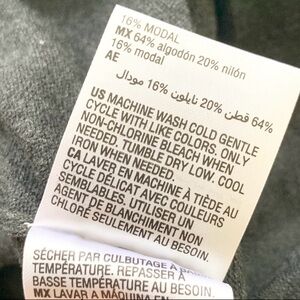 16% MODAL
MX 64% algodón 20% nilón
16% modal
AE
64% قطن 20% نايلون 16% مودال
US MACHINE WASH COLD GENTLE
CYCLE WITH LIKE COLORS. ONLY
NON-CHLORINE BLEACH WHEN
NEEDED. TUMBLE DRY LOW. COOL
IRON WHEN NEEDED.
CA LAVER EN MACHINE À TIÈDE AU
CYCLE DÉLICAT AVEC COULEURS
SEMBLABLES. UTILISER UN
AGENT DE BLANCHIMENT NON
CHLORÉ SEULEMENT AU BESOIN.
SÉCHER PAR CULBUTAGE À
TEMPÉRATURE. REPASSER À
BASSE TEMPÉRATURE AU BESOIN.
MX LAVAR A MÁQUINA EN